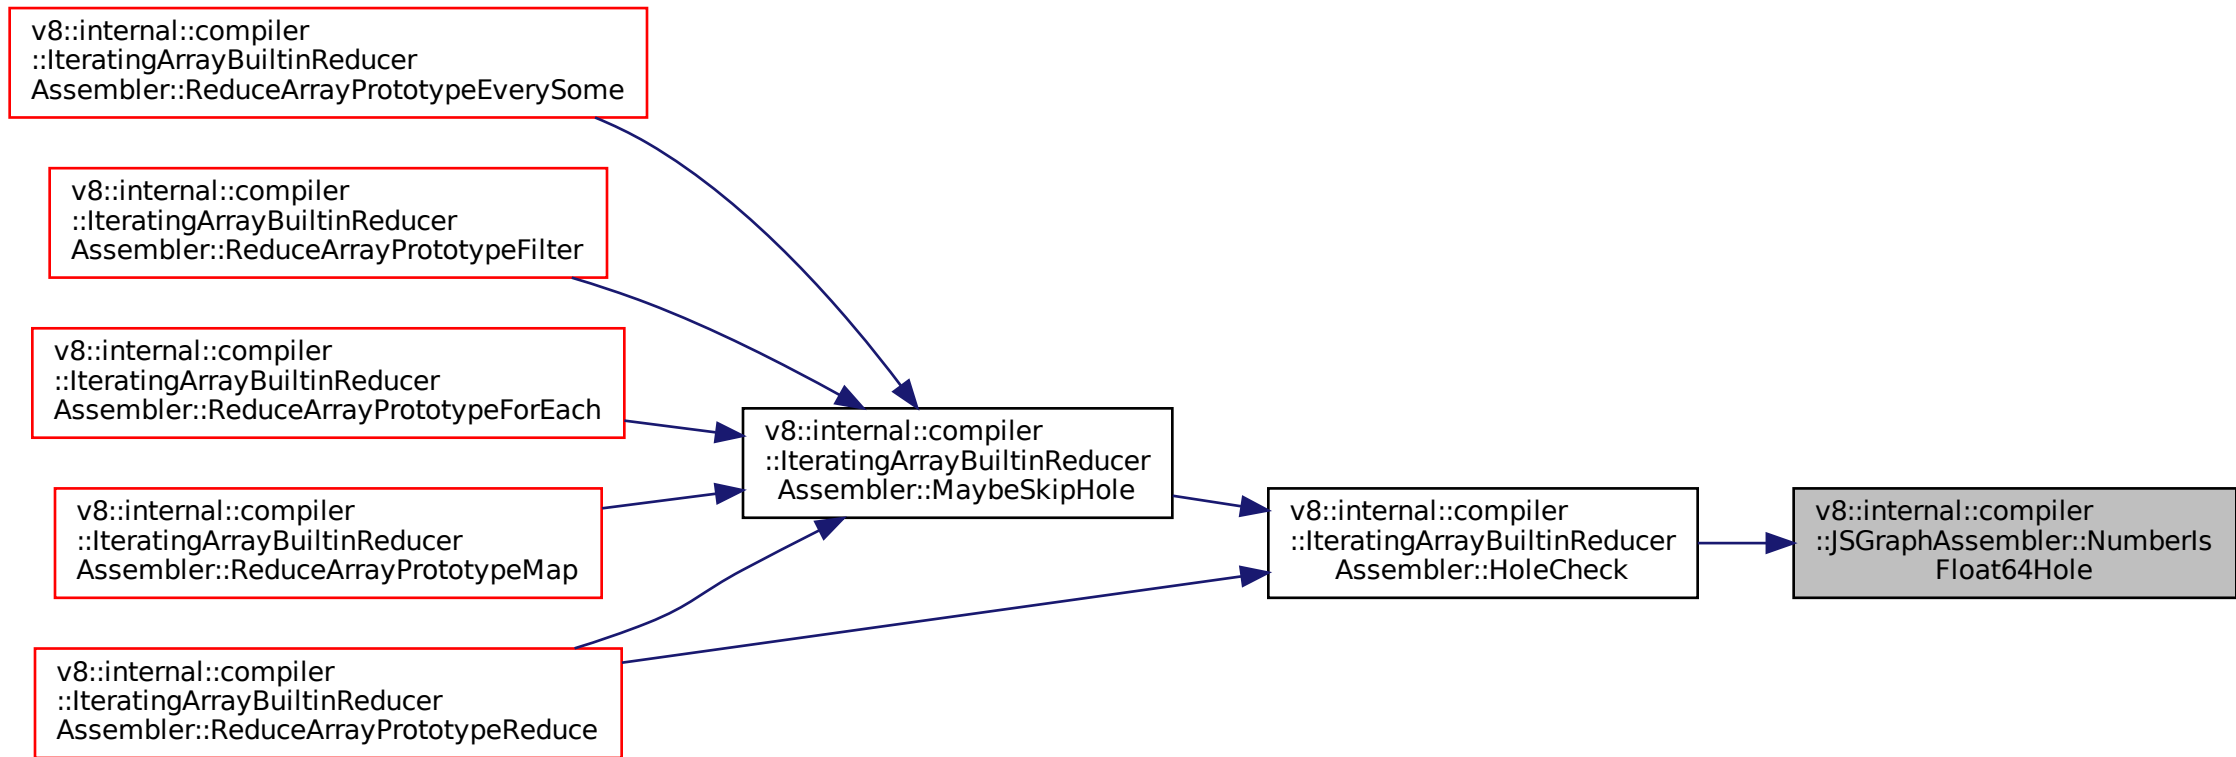 v8::internal::compiler
::IteratingArrayBuiltinReducer
Assembler::ReduceArrayPrototypeEverySome
v8::internal::compiler
::IteratingArrayBuiltinReducer
Assembler::ReduceArrayPrototypeFilter
v8::internal::compiler
::IteratingArrayBuiltinReducer
Assembler::ReduceArrayPrototypeForEach
v8::internal::compiler
::IteratingArrayBuiltinReducer
Assembler::ReduceArrayPrototypeMap
v8::internal::compiler
::IteratingArrayBuiltinReducer
Assembler::ReduceArrayPrototypeReduce
v8::internal::compiler
::IteratingArrayBuiltinReducer
Assembler::MaybeSkipHole
v8::internal::compiler
::IteratingArrayBuiltinReducer
Assembler::HoleCheck
v8::internal::compiler
::JSGraphAssembler::NumberIs
Float64Hole